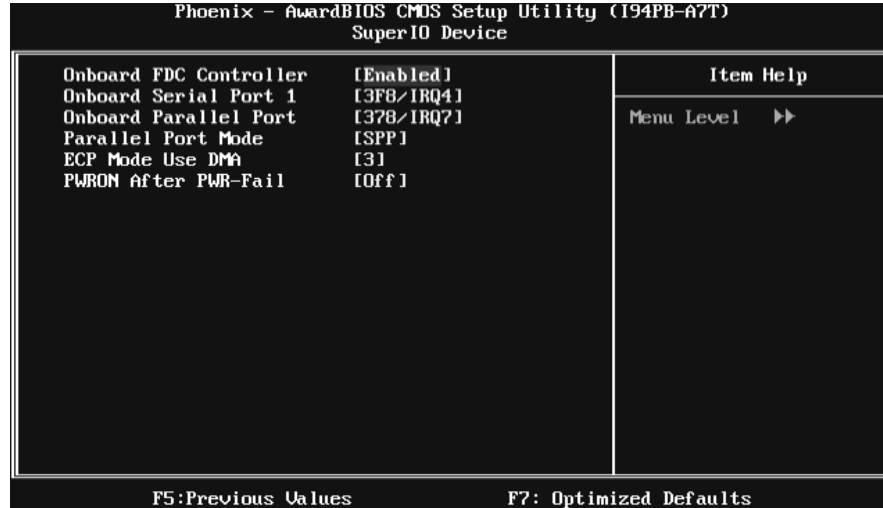 Phoenix - AwardBIOS CMOS Setup Utility (I94PB-A7T)
SuperIO Device
Onboard FDC Controller [Enabled]
Onboard Serial Port 1 [3F8/IRQ4]
Onboard Parallel Port [378/IRQ7]
Parallel Port Mode [SPP]
ECP Mode Use DMA [3]
PWRON After PWR-Fail [Off]
Item Help
Menu Level ▶▶
F5:Previous Values F7: Optimized Defaults